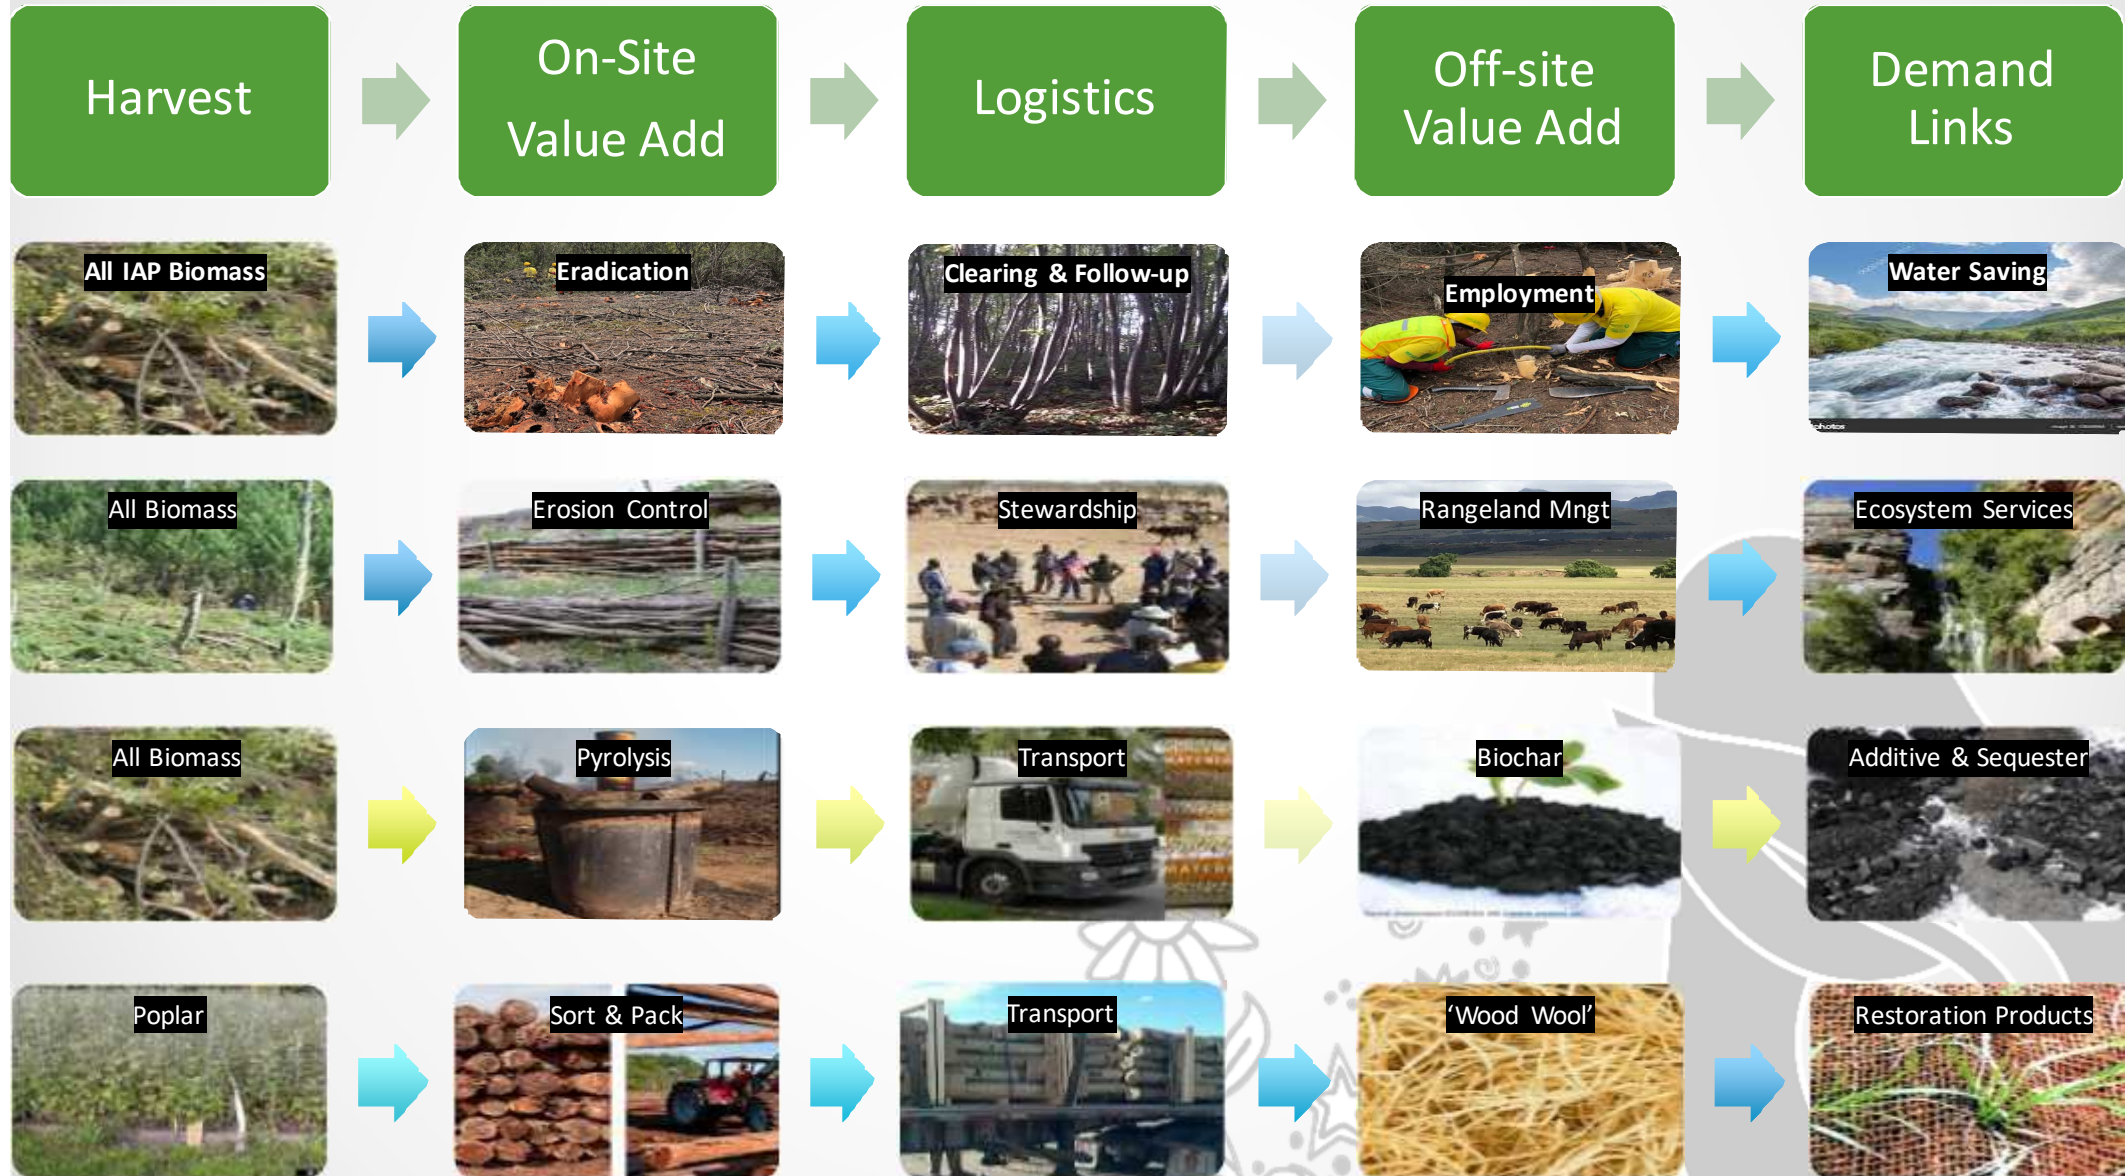 Harvest
On-Site
Value Add
Logistics
Off-site
Value Add
Demand
Links
All IAP Biomass
Eradication
Clearing & Follow-up
Employment
Water Saving
All Biomass
Erosion Control
Stewardship
Rangeland Mngt
Ecosystem Services
All Biomass
Pyrolysis
Transport
Biochar
Additive & Sequester
Poplar
Sort & Pack
Transport
‘Wood Wool’
Restoration Products